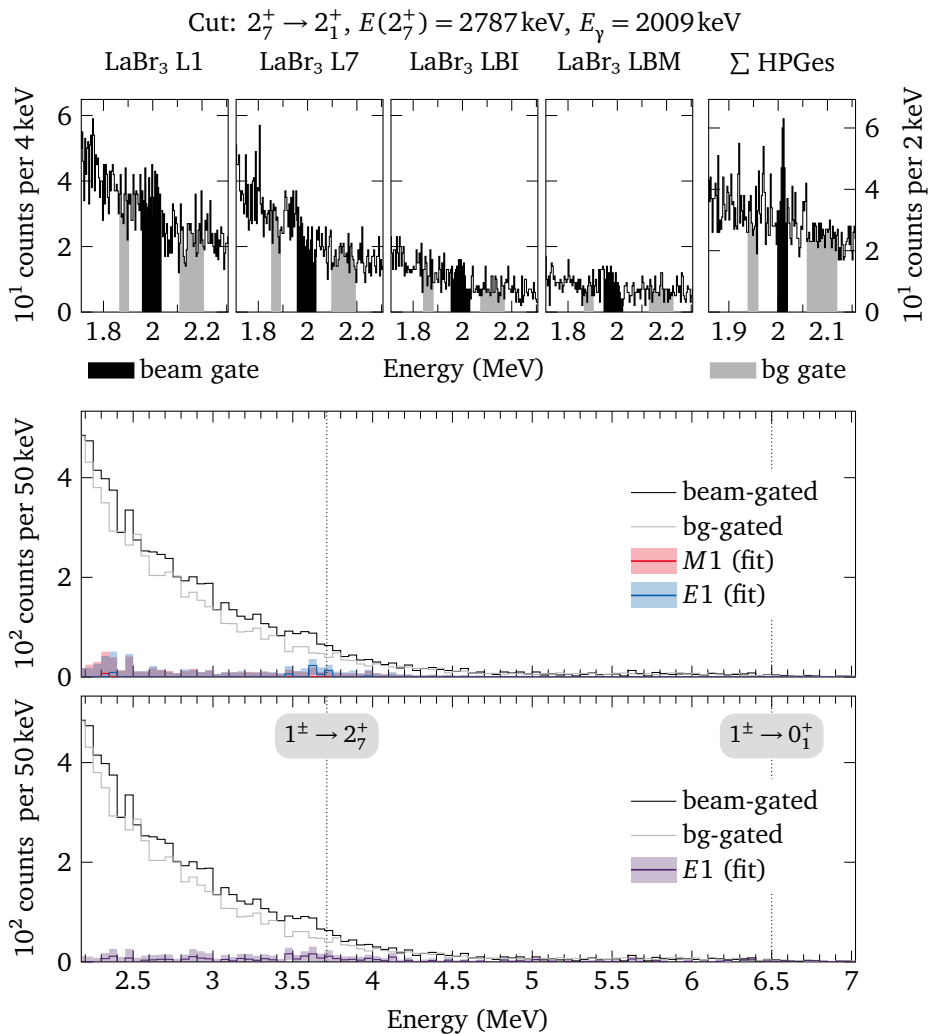 Cut: 2₇⁺ → 2₁⁺, E(2₇⁺) = 2787 keV, Eγ = 2009 keV
LaBr₃ L1 LaBr₃ L7 LaBr₃ LBI LaBr₃ LBM ∑ HPGes
10¹ counts per 4 keV
6
4
2
0
10¹ counts per 2 keV
6
4
2
0
1.8 2 2.2 1.8 2 2.2 1.8 2 2.2 1.8 2 2.2 1.9 2 2.1
beam gate Energy (MeV) bg gate
10² counts per 50 keV
4
2
0
beam-gated
bg-gated
M1 (fit)
E1 (fit)
10² counts per 50 keV
4
2
0
1± → 2₇⁺ 1± → 0₁⁺
beam-gated
bg-gated
E1 (fit)
2.5 3 3.5 4 4.5 5 5.5 6 6.5 7
Energy (MeV)